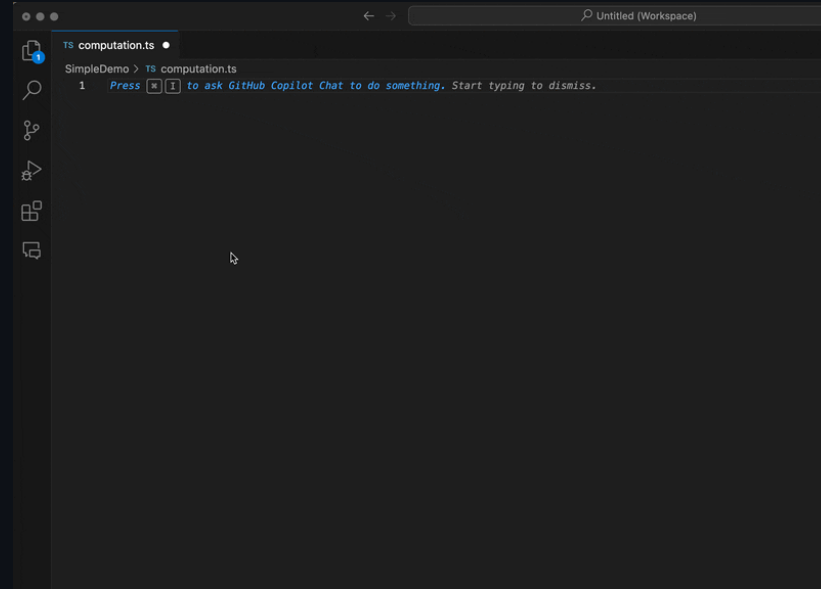 Untitled (Workspace)
TS computation.ts
1
SimpleDemo > TS computation.ts
1 Press ⌘ I to ask GitHub Copilot Chat to do something. Start typing to dismiss.